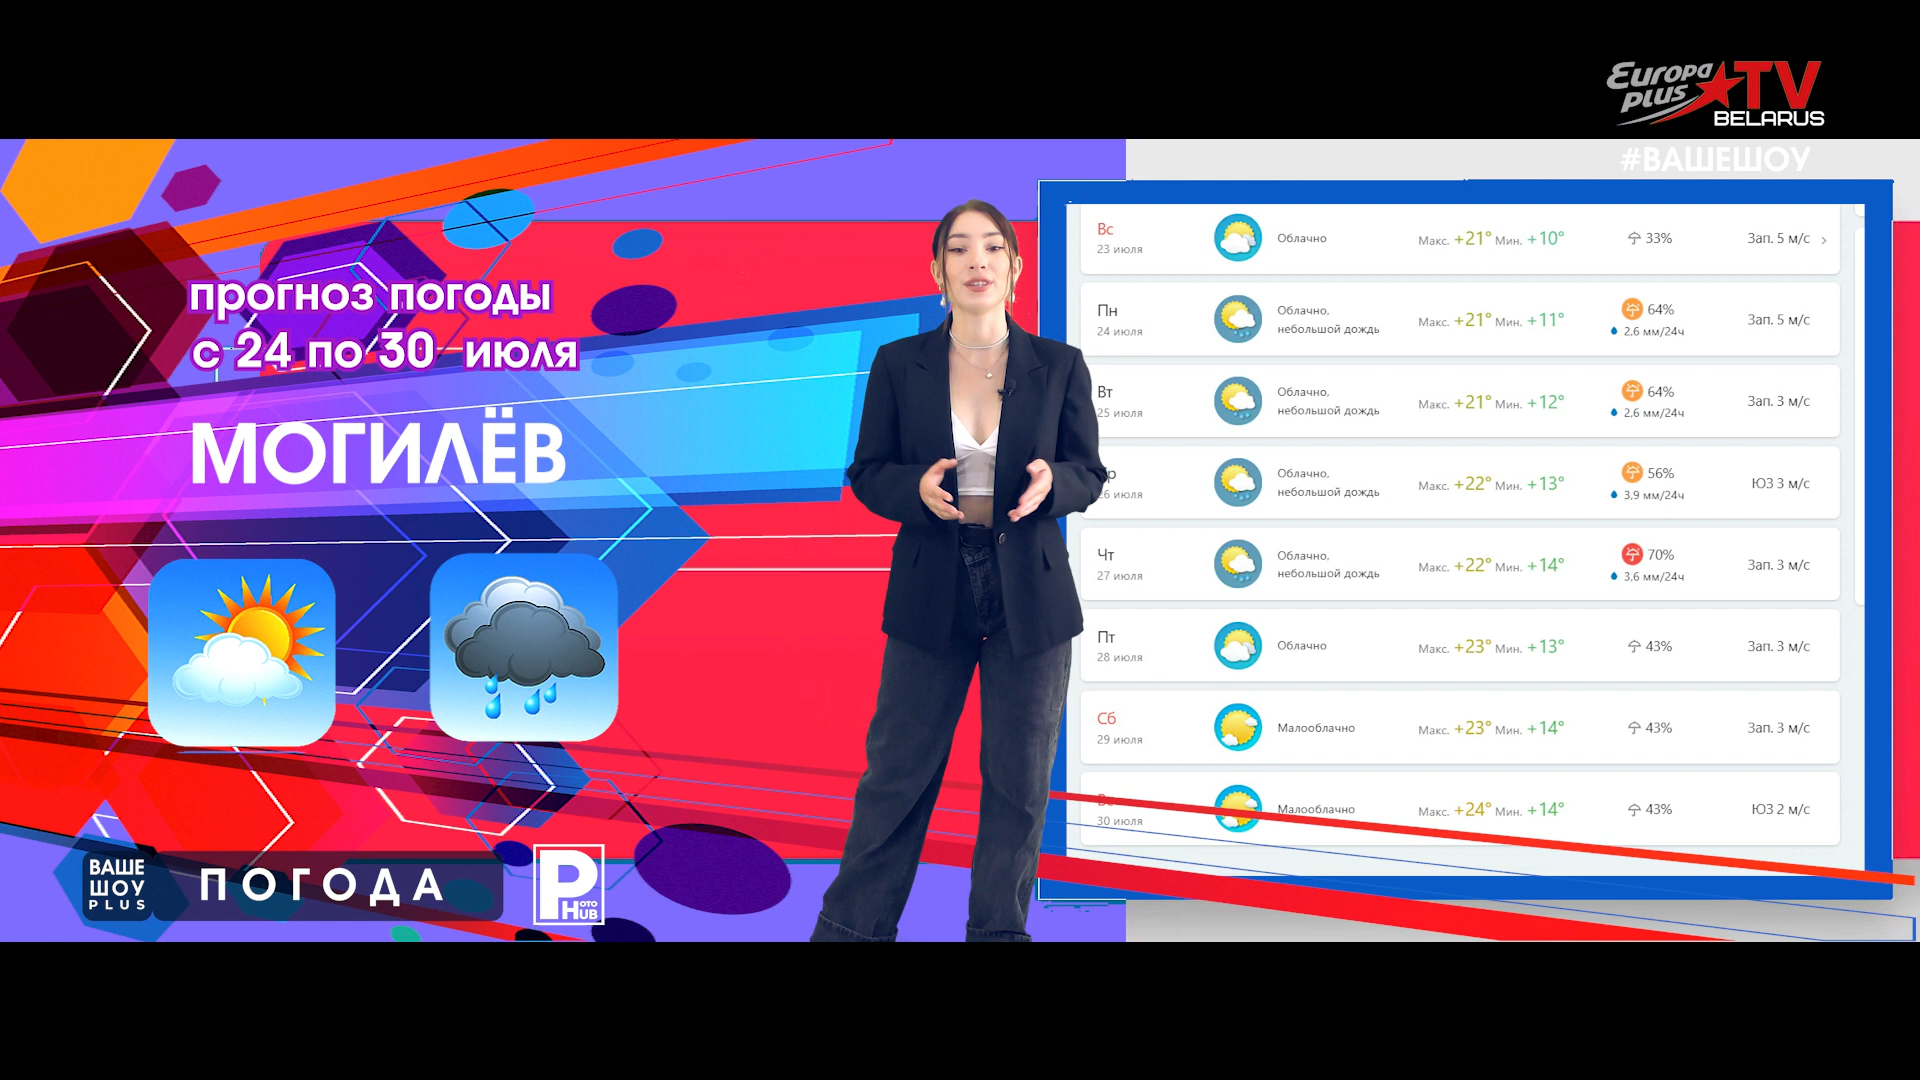 Europa
plus TV
BELARUS
#ВАШЕШОУ
прогноз погоды
с 24 по 30 июля
МОГИЛЁВ
Вс
23 июля
Облачно
Макс. +21° Мин. +10°
33%
Зап. 5 м/с
Пн
24 июля
Облачно,
небольшой дождь
Макс. +21° Мин. +11°
64%
2,6 мм/24ч
Зап. 5 м/с
Вт
25 июля
Облачно,
небольшой дождь
Макс. +21° Мин. +12°
64%
2,6 мм/24ч
Зап. 3 м/с
26 июля
Облачно,
небольшой дождь
Макс. +22° Мин. +13°
56%
3,9 мм/24ч
ЮЗ 3 м/с
Чт
27 июля
Облачно,
небольшой дождь
Макс. +22° Мин. +14°
70%
3,6 мм/24ч
Зап. 3 м/с
Пт
28 июля
Облачно
Макс. +23° Мин. +13°
43%
Зап. 3 м/с
Сб
29 июля
Малооблачно
Макс. +23° Мин. +14°
43%
Зап. 3 м/с
30 июля
Малооблачно
Макс. +24° Мин. +14°
43%
ЮЗ 2 м/с
ВАШЕ
ШОУ
PLUS
ПОГОДА
PHOTO
HUB